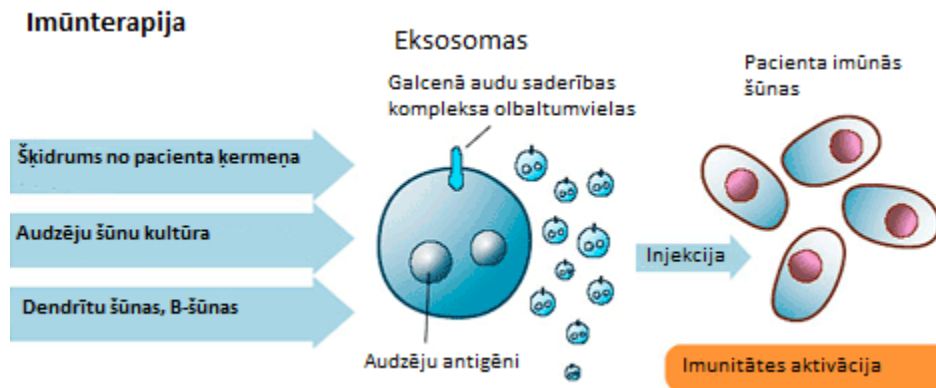 Imūnterapija
Eksosomas
Galcenā audu saderības
kompleksa olbaltumvielas
Pacienta imūnās
šūnas
Šķidrums no pacienta ķermeņa
Audzēju šūnu kultūra
Dendrītu šūnas, B-šūnas
Injekcija
Audzēju antigēni
Imunitātes aktivācija